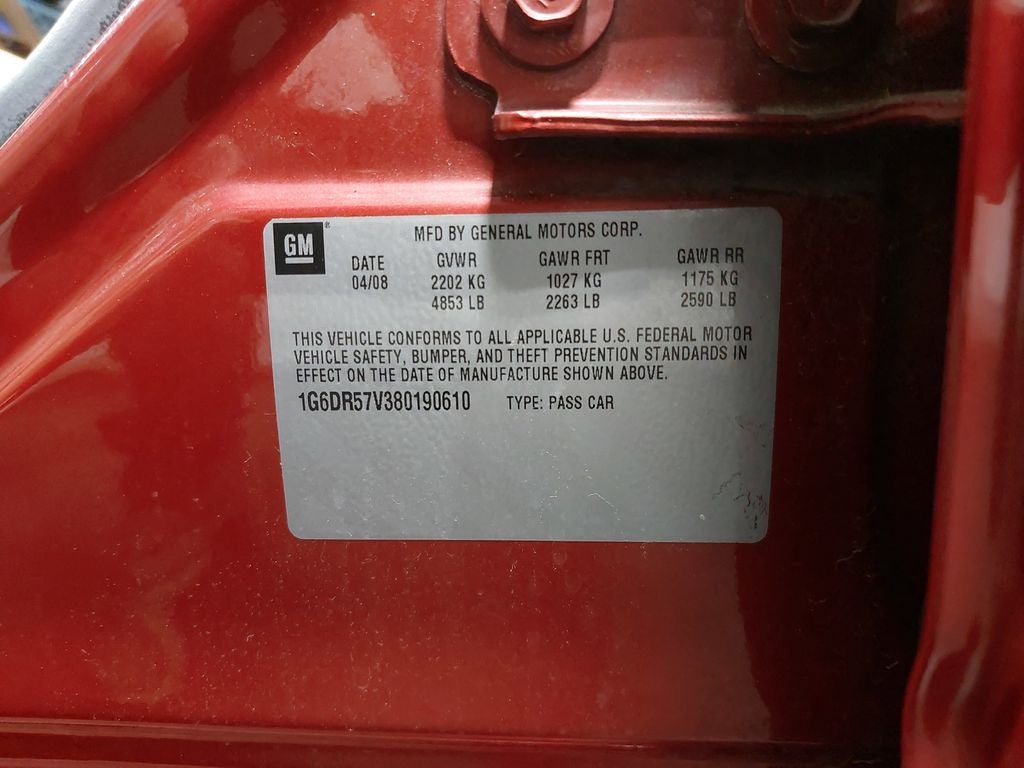 GM®
MFD BY GENERAL MOTORS CORP.
DATE GVWR GAWR FRT GAWR RR
04/08 2202 KG 1027 KG 1175 KG
4853 LB 2263 LB 2590 LB
THIS VEHICLE CONFORMS TO ALL APPLICABLE U.S. FEDERAL MOTOR
VEHICLE SAFETY, BUMPER, AND THEFT PREVENTION STANDARDS IN
EFFECT ON THE DATE OF MANUFACTURE SHOWN ABOVE.
1G6DR57V380190610 TYPE: PASS CAR